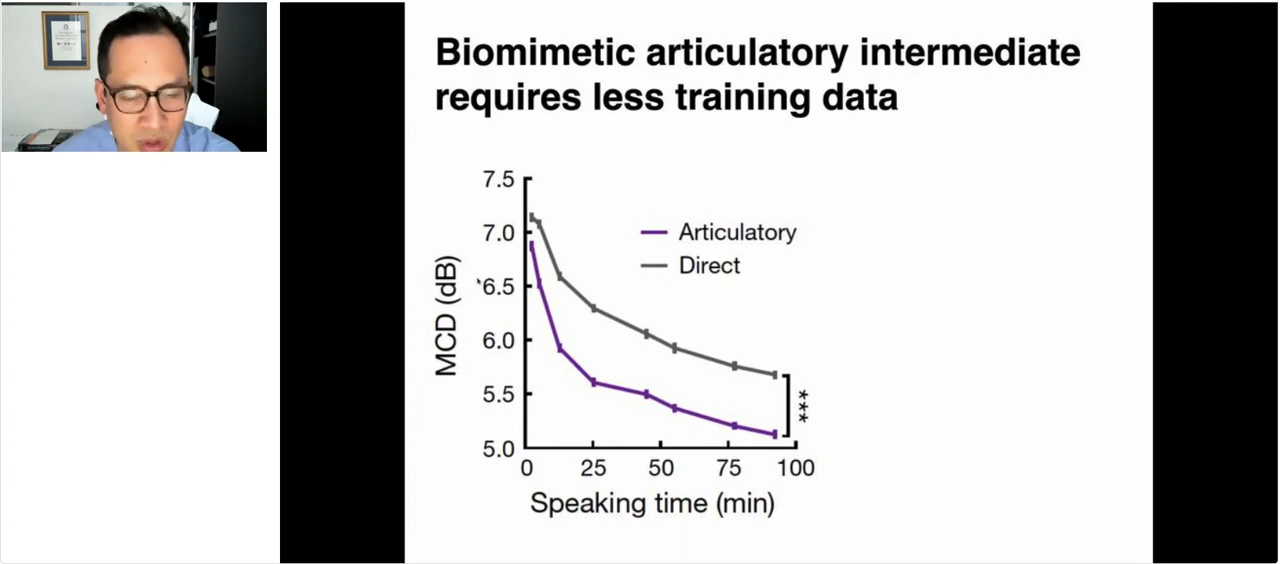 Biomimetic articulatory intermediate
requires less training data
7.5
7.0
6.5
6.0
5.5
5.0
MCD (dB)
Articulatory
Direct
***
0 25 50 75 100
Speaking time (min)